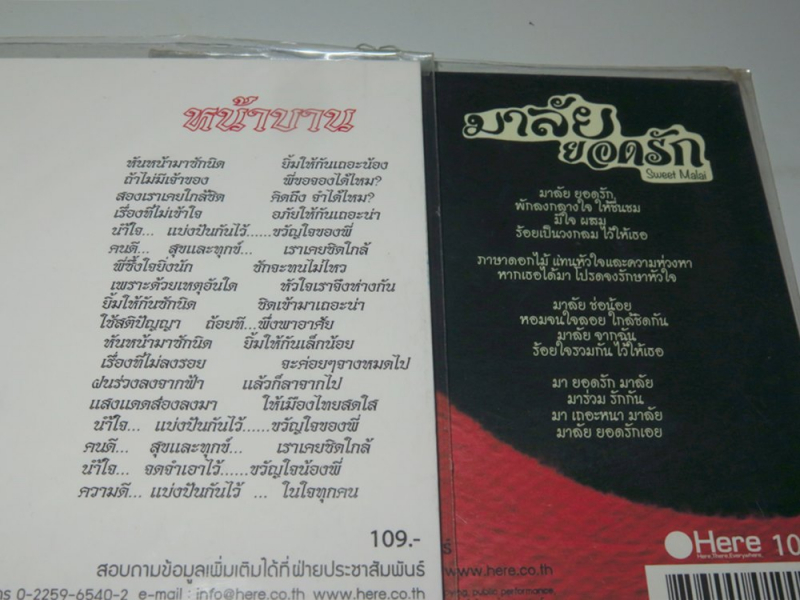 หน้าบาน
หันหน้ามาซักนิด ยิ้มให้กันเถอะน้อง
ถ้าไม่มีเจ้าของ พี่ขอจองได้ไหม?
สองเราเคยใกล้ชิด คิดถึง จำได้ไหม?
เรื่องที่ไม่เข้าใจ อภัยให้กันเถอะน่า
น้ำใจ... แบ่งปันกันไว้......ขวัญใจของพี่
คนดี... สุขและทุกข์... เราเคยชิดใกล้
พี่ซึ้งใจยิ่งนัก ชักจะทนไม่ไหว
เพราะด้วยเหตุอันใด หัวใจเราจึงห่างกัน
ยิ้มให้กันซักนิด ชิดเข้ามาเถอะน่า
ใช้สติปัญญา ถ้อยที...พึ่งพาอาศัย
หันหน้ามาซักนิด ยิ้มให้กันเล็กน้อย
เรื่องที่ไม่ลงรอย จะค่อยๆจางหมดไป
ฝนร่วงลงจากฟ้า แล้วก็ลาจากไป
แสงแดดส่องลงมา ให้เมืองไทยสดใส
น้ำใจ... แบ่งปันกันไว้......ขวัญใจของพี่
คนดี... สุขและทุกข์... เราเคยชิดใกล้
น้ำใจ... จดจำเอาไว้......ขวัญใจน้องพี่
ความดี... แบ่งปันกันไว้ ... ในใจทุกคน
109.-
สอบถามข้อมูลเพิ่มเติมได้ที่ฝ่ายประชาสัมพันธ์
โทร 0-2259-6540-2 e-mail : info@here.co.th www.here.co.th
มาลัย
ยอดรัก
Sweet Malai
มาลัย ยอดรัก
พักลงกลางใจ ให้ชื่นชม
มีใจ ผสม
ร้อยเป็นวงกลม ไว้ให้เธอ
ภาษาดอกไม้ แทนหัวใจและความห่วงหา
หากเธอได้มา โปรดจงรักษาหัวใจ
มาลัย ช่อน้อย
หอมจนใจลอย ใกล้ชิดกัน
มาลัย จากฉัน
ร้อยใจรวมกัน ไว้ให้เธอ
มา ยอดรัก มาลัย
มาร่วม รักกัน
มา เถอะหนา มาลัย
มาลัย ยอดรักเอย
Here 10
Here,There,Everywhere
www.here.co.th
public performance